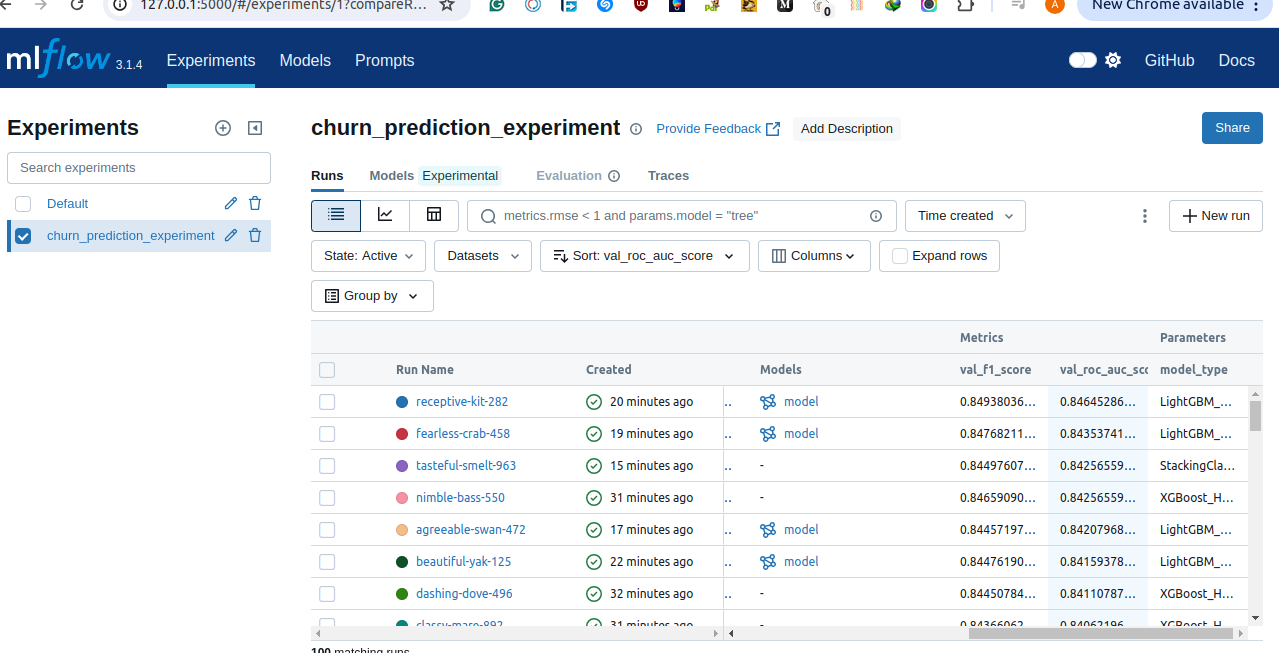 127.0.0.1:5000/#/experiments/1?compareR...
0
A
New Chrome available
mlflow 3.1.4
Experiments Models Prompts
GitHub Docs
Experiments
churn_prediction_experiment Provide Feedback Add Description
Share
Search experiments
Runs Models Experimental Evaluation Traces
Default
churn_prediction_experiment
metrics.rmse < 1 and params.model = "tree"
Time created
New run
State: Active Datasets Sort: val_roc_auc_score Columns Expand rows
Group by
Metrics Parameters
Run Name Created Models val_f1_score val_roc_auc_sco model_type
receptive-kit-282 20 minutes ago .. model 0.84938036... 0.84645286... LightGBM_...
fearless-crab-458 19 minutes ago .. model 0.84768211... 0.84353741... LightGBM_...
tasteful-smelt-963 15 minutes ago .. - 0.84497607... 0.84256559... StackingCla...
nimble-bass-550 31 minutes ago .. - 0.84659090... 0.84256559... XGBoost_H...
agreeable-swan-472 17 minutes ago .. model 0.84457197... 0.84207968... LightGBM_...
beautiful-yak-125 22 minutes ago .. model 0.84476190... 0.84159378... LightGBM_...
dashing-dove-496 32 minutes ago .. - 0.84450784... 0.84110787... XGBoost_H...
classy-mare-892 31 minutes ago .. - 0.84366062... 0.84062196... XGBoost_H...
100 matching runs